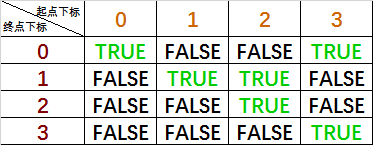 起点下标
终点下标 0 1 2 3
0 TRUE FALSE FALSE TRUE
1 FALSE TRUE TRUE FALSE
2 FALSE FALSE TRUE FALSE
3 FALSE FALSE FALSE TRUE